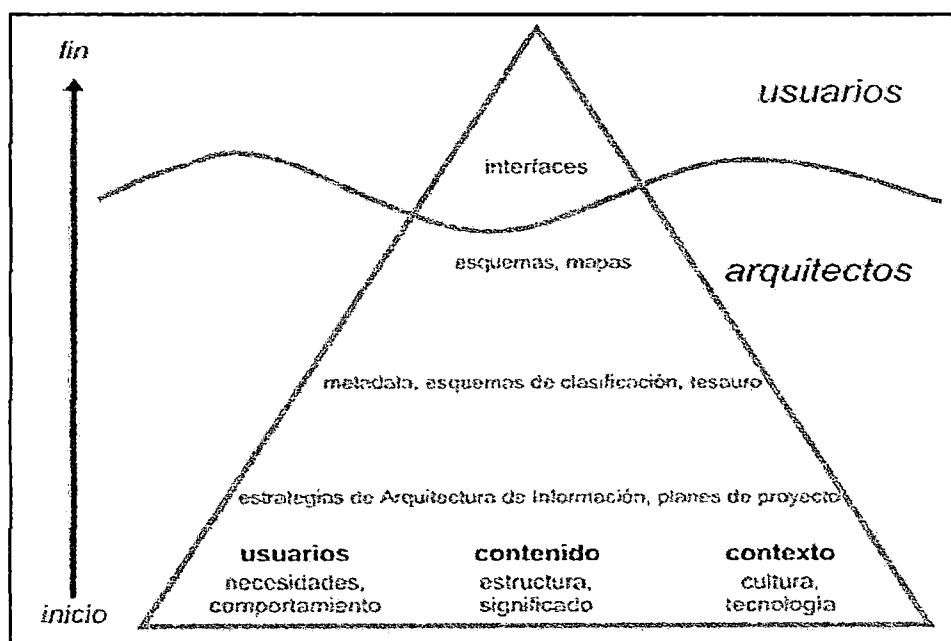 fin
usuarios
interfaces
esquemas, mapas
arquitectos
metadata, esquemas de clasificación, tesauro
estrategias de Arquitectura de Información, planes de proyecto
usuarios contenido contexto
necesidades, estructura, cultura,
comportamiento significado tecnología
inicio